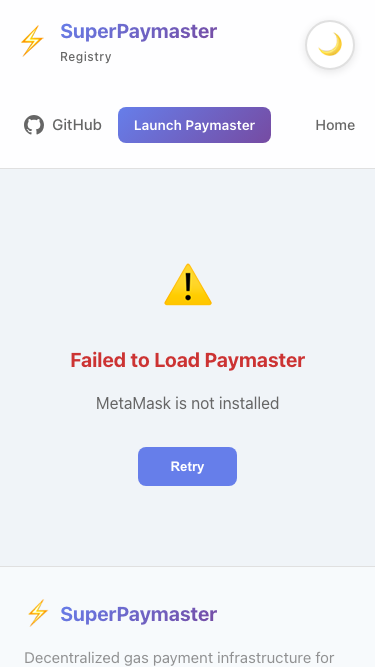 SuperPaymaster
Registry
GitHub
Launch Paymaster
Home
Failed to Load Paymaster
MetaMask is not installed
Retry
SuperPaymaster
Decentralized gas payment infrastructure for